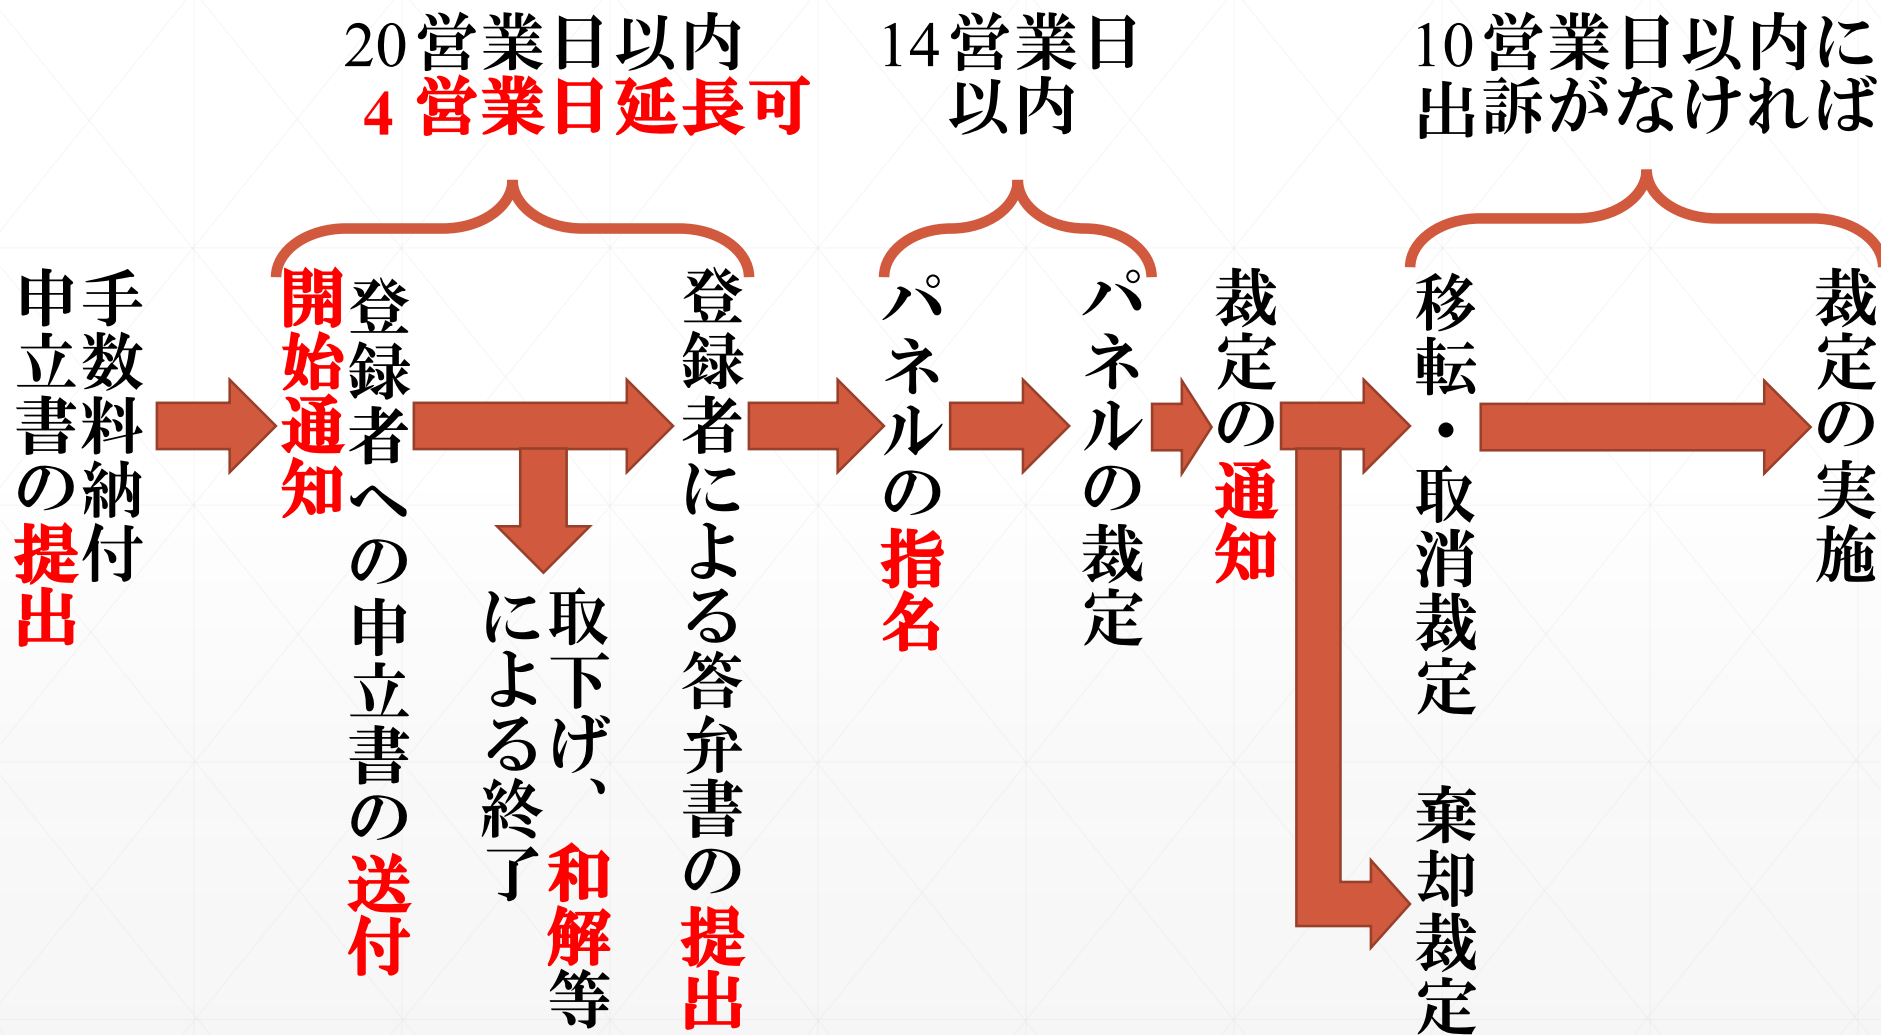 20営業日以内
4営業日延長可
14営業日
以内
10営業日以内に
出訴がなければ
手数料納付
申立書の提出
登録者への申立書の送付
開始通知
取下げ、和解等
による終了
登録者による答弁書の提出
パネルの指名
パネルの裁定
裁定の通知
移転・取消裁定
棄却裁定
裁定の実施